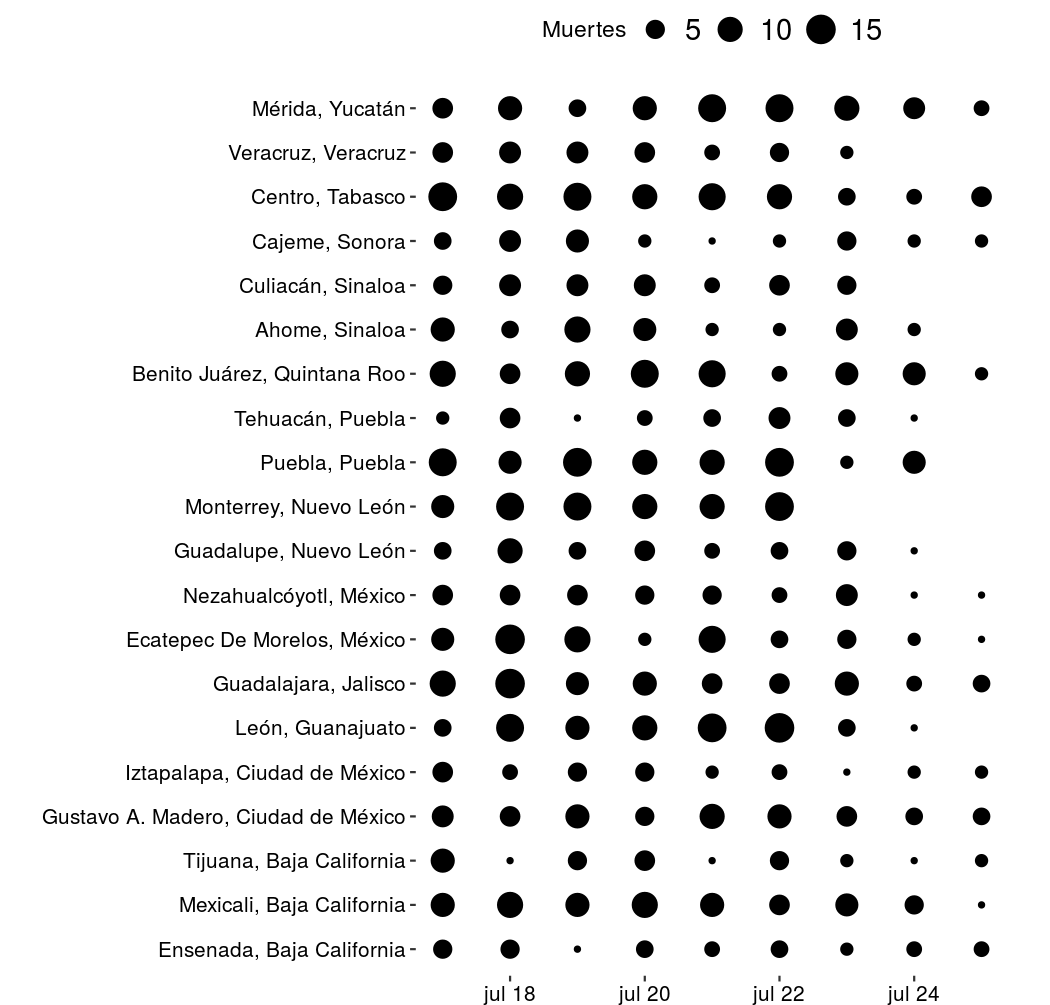 Muertes 5 10 15
Mérida, Yucatán
Veracruz, Veracruz
Centro, Tabasco
Cajeme, Sonora
Culiacán, Sinaloa
Ahome, Sinaloa
Benito Juárez, Quintana Roo
Tehuacán, Puebla
Puebla, Puebla
Monterrey, Nuevo León
Guadalupe, Nuevo León
Nezahualcóyotl, México
Ecatepec De Morelos, México
Guadalajara, Jalisco
León, Guanajuato
Iztapalapa, Ciudad de México
Gustavo A. Madero, Ciudad de México
Tijuana, Baja California
Mexicali, Baja California
Ensenada, Baja California
jul 18 jul 20 jul 22 jul 24